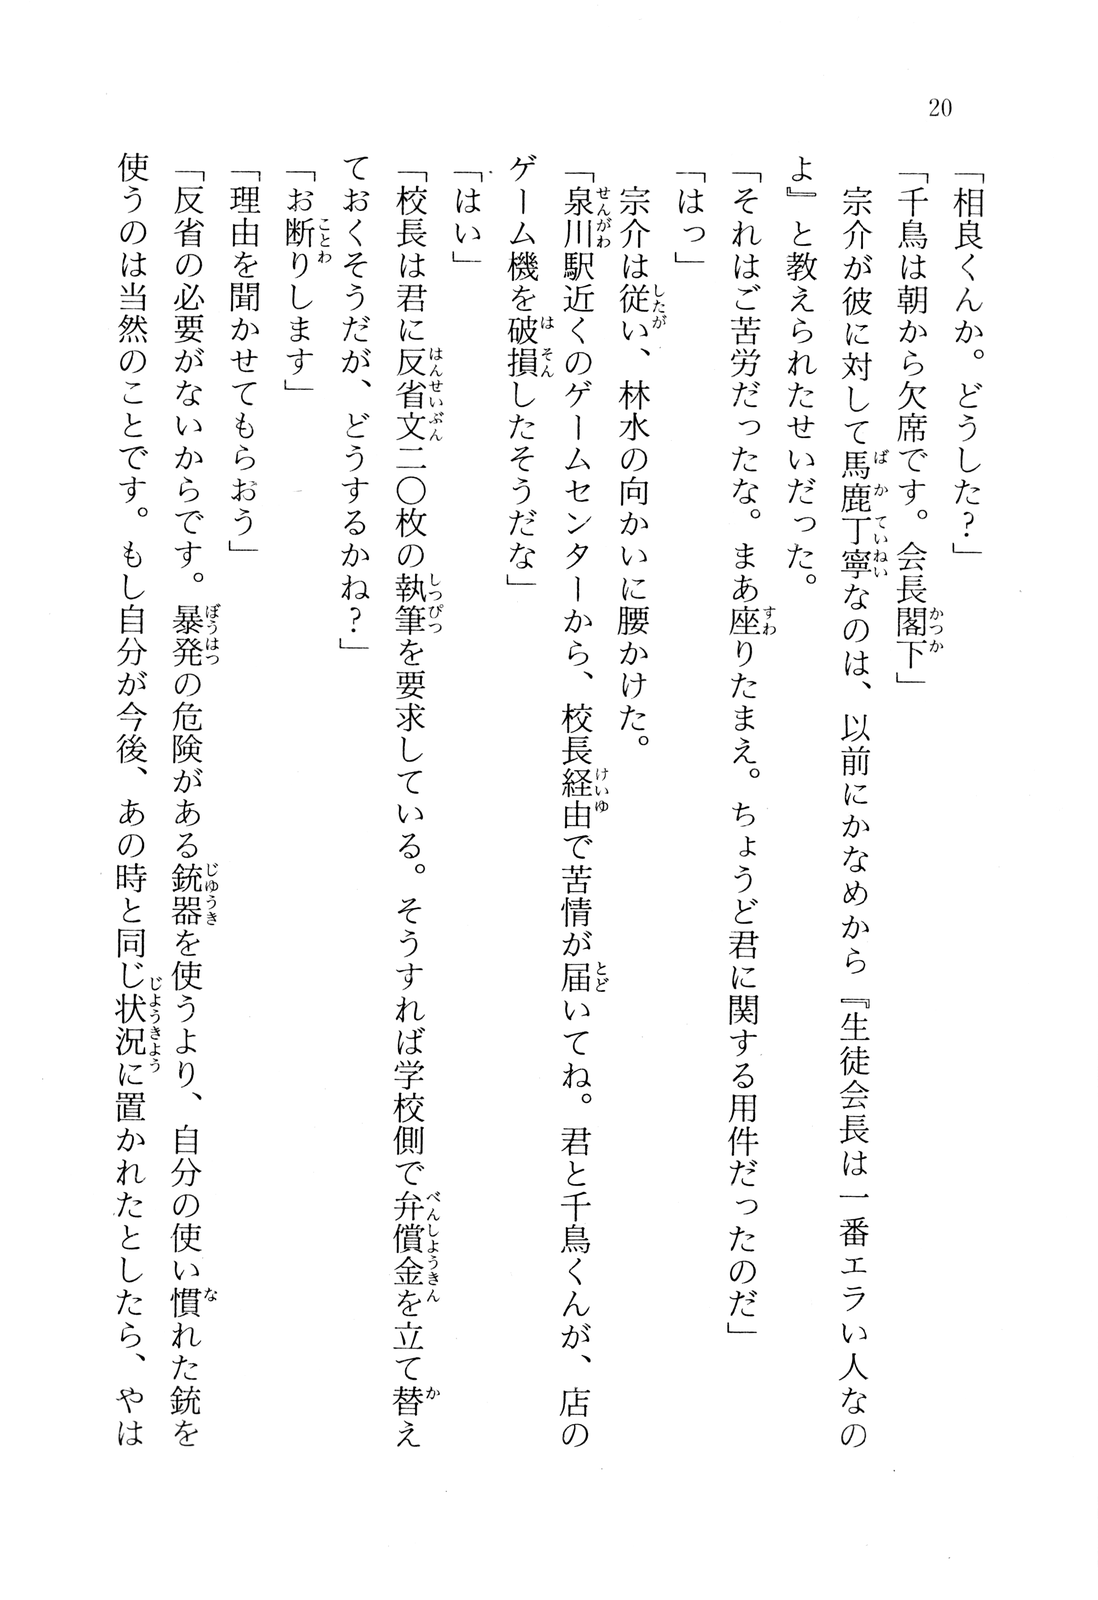 20
「相良くんか。どうした？」
「千鳥は朝から欠席です。会長閣下」
宗介が彼に対して馬鹿丁寧なのは、以前にかなめから『生徒会長は一番エラい人なの
よ』と教えられたせいだった。
「それはご苦労だったな。まあ座りたまえ。ちょうど君に関する用件だったのだ」
「はっ」
宗介は従い、林水の向かいに腰かけた。
「泉川駅近くのゲームセンターから、校長経由で苦情が届いてね。君と千鳥くんが、店の
ゲーム機を破損したそうだな」
「はい」
「校長は君に反省文二〇枚の執筆を要求している。そうすれば学校側で弁償金を立て替え
ておくそうだが、どうするかね？」
「お断りします」
「理由を聞かせてもらおう」
「反省の必要がないからです。暴発の危険がある銃器を使うより、自分の使い慣れた銃を
使うのは当然のことです。もし自分が今後、あの時と同じ状況に置かれたとしたら、やは